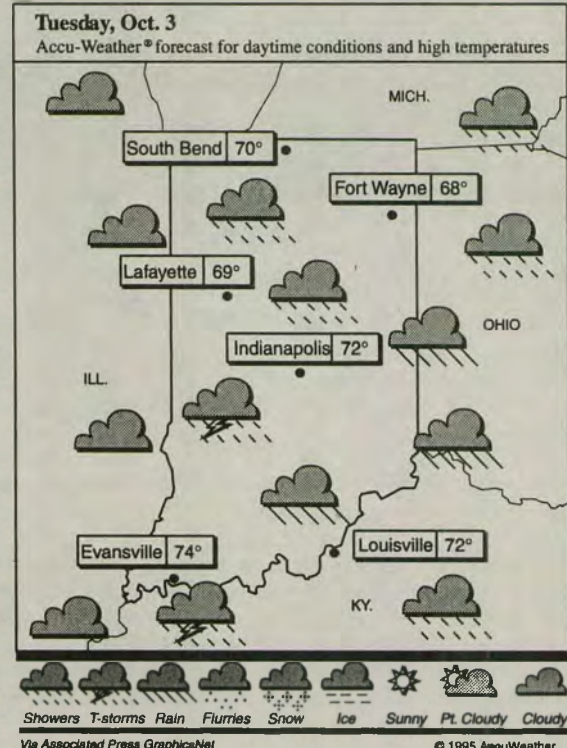 Tuesday, Oct. 3
Accu-Weather® forecast for daytime conditions and high temperatures
MICH.
South Bend 70°
Fort Wayne 68°
Lafayette 69°
OHIO
Indianapolis 72°
ILL.
Evansville 74°
Louisville 72°
KY.
Showers T-storms Rain Flurries Snow Ice Sunny Pt. Cloudy Cloudy
Via Associated Press GraphicsNet © 1995 AccuWeather